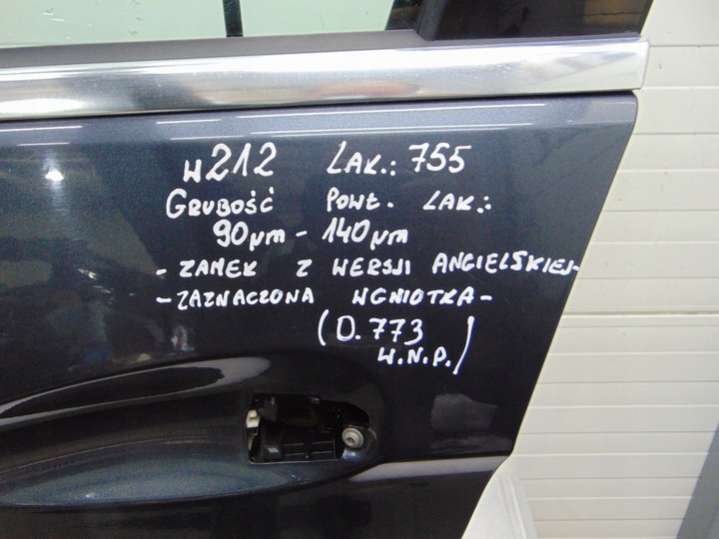 W212 LAK.: 755
GRUBOŚĆ POWŁ. LAK.:
90µm - 140µm
- ZAMEK Z WERSJI ANGIELSKIEJ -
- ZAZNACZONA WGNIOTKA -
(D.773
W.N.P.)